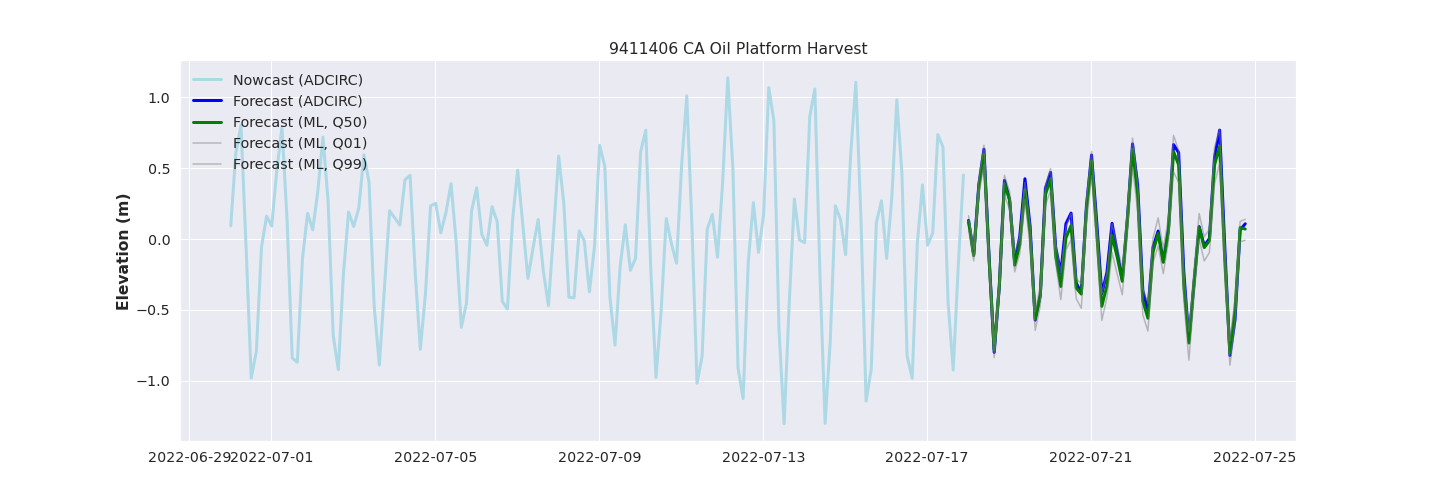 9411406 CA Oil Platform Harvest
Nowcast (ADCIRC)
Forecast (ADCIRC)
Forecast (ML, Q50)
Forecast (ML, Q01)
Forecast (ML, Q99)
Elevation (m)
1.0
0.5
0.0
−0.5
−1.0
2022-06-29
2022-07-01
2022-07-05
2022-07-09
2022-07-13
2022-07-17
2022-07-21
2022-07-25